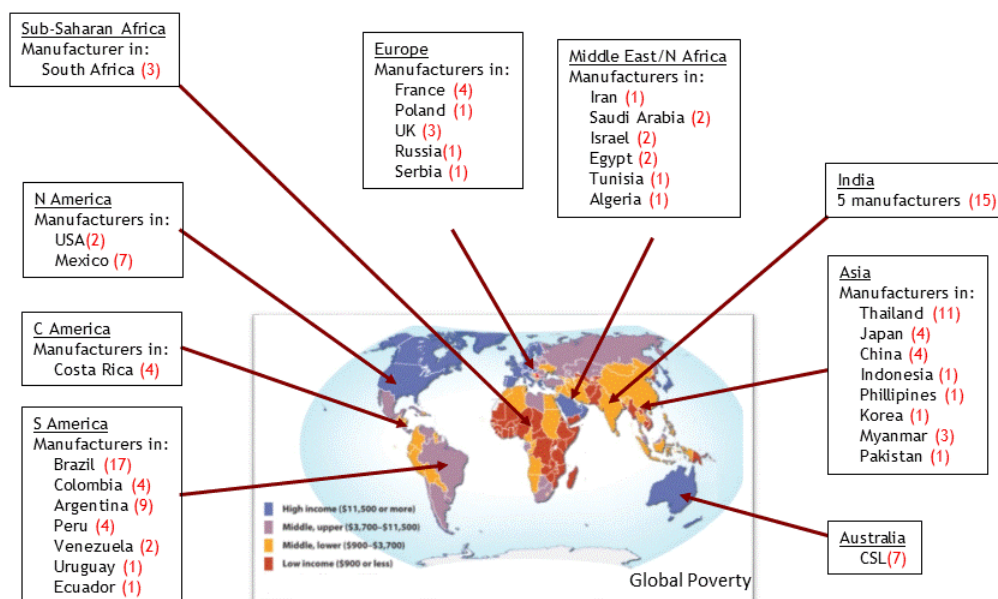 Sub-Saharan Africa
Manufacturer in:
South Africa (3)
Europe
Manufacturers in:
France (4)
Poland (1)
UK (3)
Russia(1)
Serbia (1)
Middle East/N Africa
Manufacturers in:
Iran (1)
Saudi Arabia (2)
Israel (2)
Egypt (2)
Tunisia (1)
Algeria (1)
India
5 manufacturers (15)
N America
Manufacturers in:
USA(2)
Mexico (7)
Asia
Manufacturers in:
Thailand (11)
Japan (4)
China (4)
Indonesia (1)
Phillipines (1)
Korea (1)
Myanmar (3)
Pakistan (1)
C America
Manufacturers in:
Costa Rica (4)
S America
Manufacturers in:
Brazil (17)
Colombia (4)
Argentina (9)
Peru (4)
Venezuela (2)
Uruguay (1)
Ecuador (1)
Australia
CSL(7)
High income ($11,500 or more)
Middle, upper ($3,700–$11,500)
Middle, lower ($900–$3,700)
Low income ($900 or less)
Global Poverty